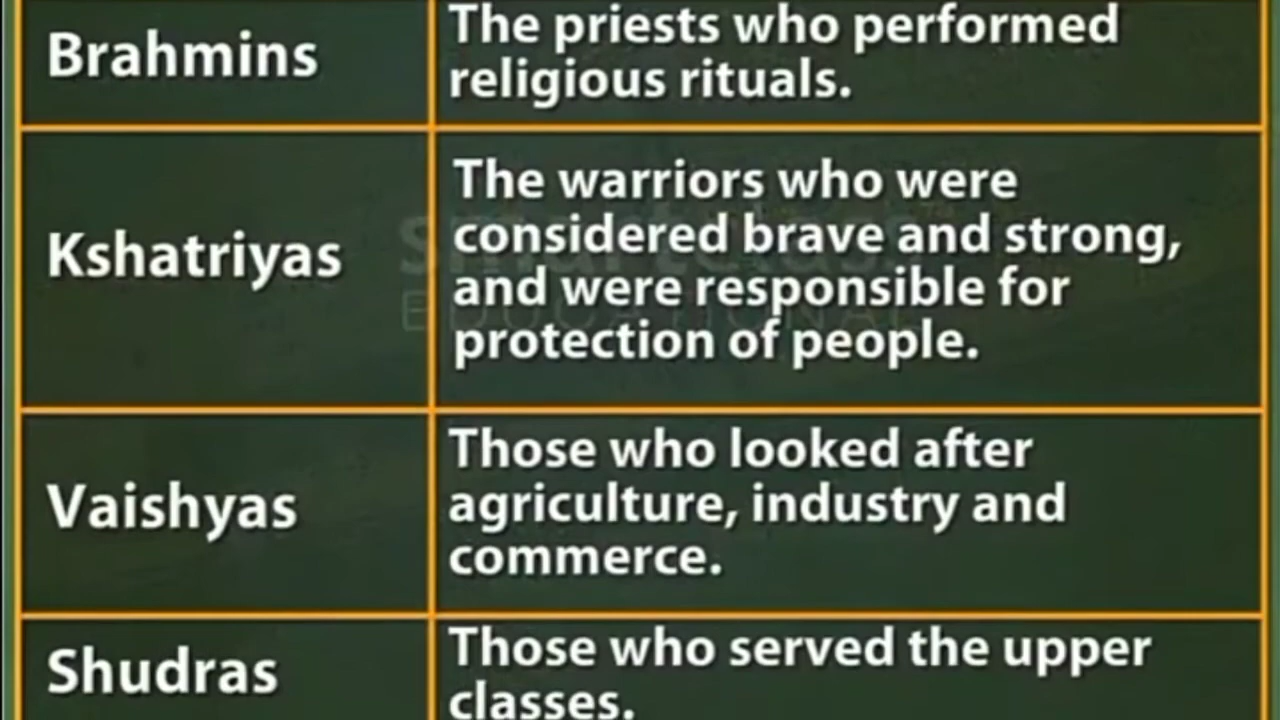 Brahmins
The priests who performed
religious rituals.
Kshatriyas
The warriors who were
considered brave and strong,
and were responsible for
protection of people.
Vaishyas
Those who looked after
agriculture, industry and
commerce.
Shudras
Those who served the upper
classes.
smartclass
EDUCATIONAL